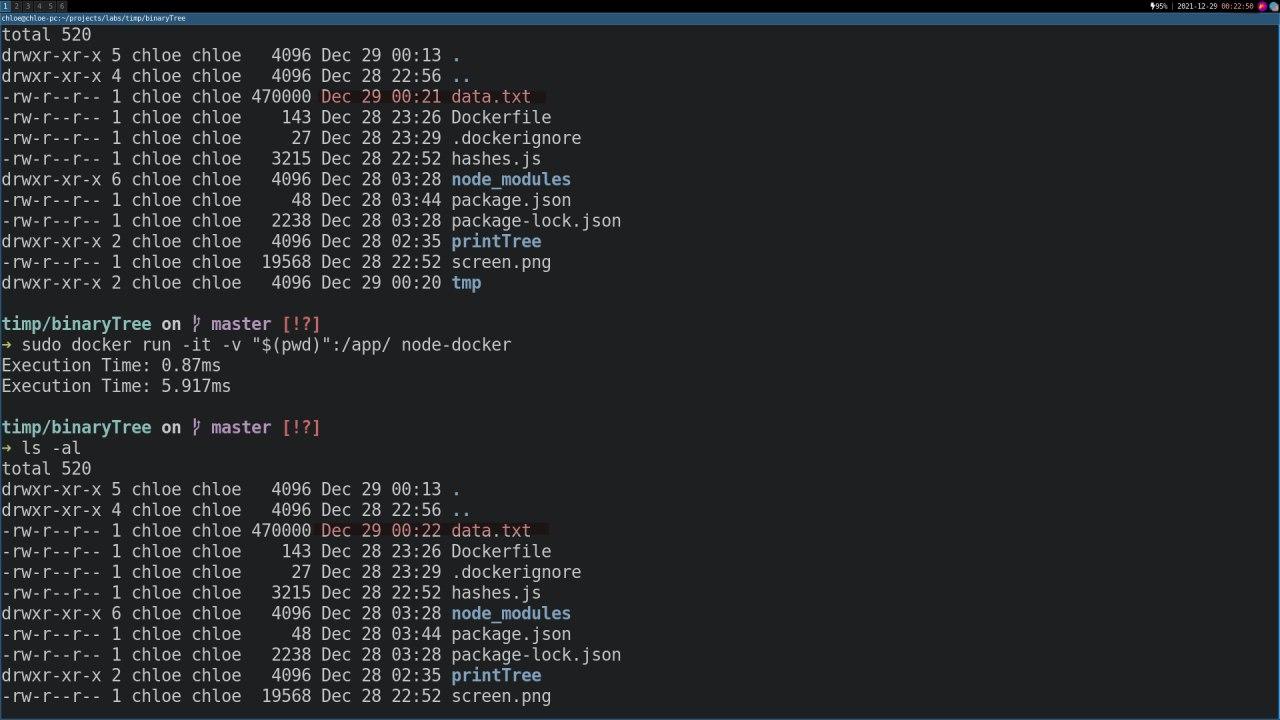 1 2 3 4 5 6
95% | 2021-12-29 00:22:50
chloe@chloe-pc:~/projects/labs/timp/binaryTree
total 520
drwxr-xr-x 5 chloe chloe   4096 Dec 29 00:13 .
drwxr-xr-x 4 chloe chloe   4096 Dec 28 22:56 ..
-rw-r--r-- 1 chloe chloe 470000 Dec 29 00:21 data.txt
-rw-r--r-- 1 chloe chloe    143 Dec 28 23:26 Dockerfile
-rw-r--r-- 1 chloe chloe     27 Dec 28 23:29 .dockerignore
-rw-r--r-- 1 chloe chloe   3215 Dec 28 22:52 hashes.js
drwxr-xr-x 6 chloe chloe   4096 Dec 28 03:28 node_modules
-rw-r--r-- 1 chloe chloe     48 Dec 28 03:44 package.json
-rw-r--r-- 1 chloe chloe   2238 Dec 28 03:28 package-lock.json
drwxr-xr-x 2 chloe chloe   4096 Dec 28 02:35 printTree
-rw-r--r-- 1 chloe chloe  19568 Dec 28 22:52 screen.png
drwxr-xr-x 2 chloe chloe   4096 Dec 29 00:20 tmp
timp/binaryTree on master [!?]
→ sudo docker run -it -v "$(pwd)":/app/ node-docker
Execution Time: 0.87ms
Execution Time: 5.917ms
timp/binaryTree on master [!?]
→ ls -al
total 520
drwxr-xr-x 5 chloe chloe   4096 Dec 29 00:13 .
drwxr-xr-x 4 chloe chloe   4096 Dec 28 22:56 ..
-rw-r--r-- 1 chloe chloe 470000 Dec 29 00:22 data.txt
-rw-r--r-- 1 chloe chloe    143 Dec 28 23:26 Dockerfile
-rw-r--r-- 1 chloe chloe     27 Dec 28 23:29 .dockerignore
-rw-r--r-- 1 chloe chloe   3215 Dec 28 22:52 hashes.js
drwxr-xr-x 6 chloe chloe   4096 Dec 28 03:28 node_modules
-rw-r--r-- 1 chloe chloe     48 Dec 28 03:44 package.json
-rw-r--r-- 1 chloe chloe   2238 Dec 28 03:28 package-lock.json
drwxr-xr-x 2 chloe chloe   4096 Dec 28 02:35 printTree
-rw-r--r-- 1 chloe chloe  19568 Dec 28 22:52 screen.png